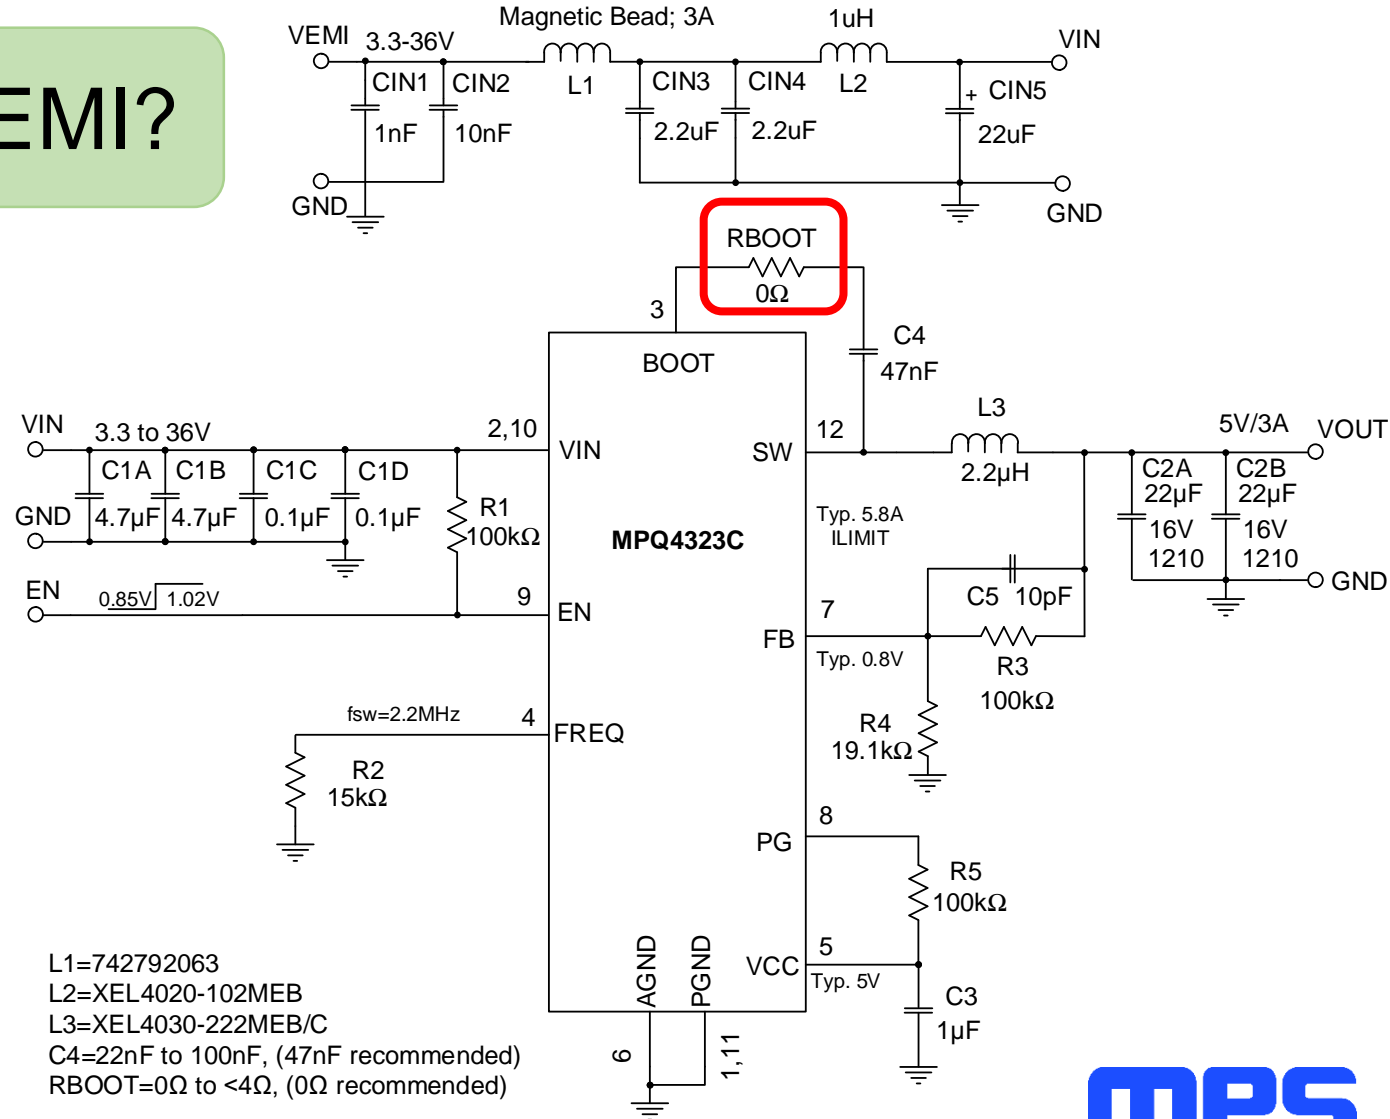 EMI?
Magnetic Bead; 3A
1uH
VEMI
3.3-36V
VIN
CIN1
CIN2
L1
CIN3
CIN4
L2
+ CIN5
1nF
10nF
2.2uF
2.2uF
22uF
GND
GND
RBOOT
0Ω
3
C4
47nF
BOOT
VIN
3.3 to 36V
2,10
VIN
SW
12
L3
2.2µH
5V/3A
VOUT
C1A
C1B
C1C
C1D
4.7µF
4.7µF
0.1µF
0.1µF
GND
R1
100kΩ
MPQ4323C
Typ. 5.8A
ILIMIT
C2A
22µF
16V
1210
C2B
22µF
16V
1210
GND
EN
0.85V
1.02V
9
EN
C5
10pF
7
FB
Typ. 0.8V
R3
100kΩ
R4
19.1kΩ
fsw=2.2MHz
4
FREQ
R2
15kΩ
8
PG
R5
100kΩ
5
VCC
Typ. 5V
C3
1µF
AGND
PGND
6
1,11
L1=742792063
L2=XEL4020-102MEB
L3=XEL4030-222MEB/C
C4=22nF to 100nF, (47nF recommended)
RBOOT=0Ω to <4Ω, (0Ω recommended)
mps